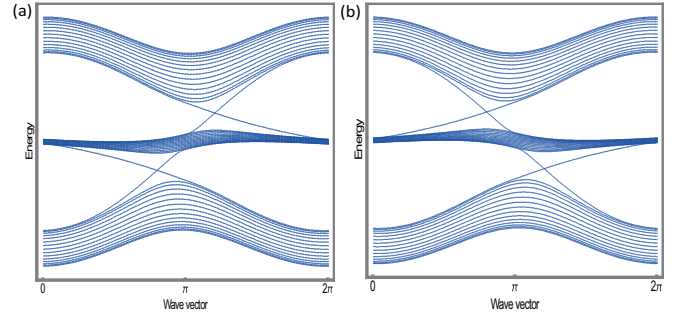 (a)
Energy
0
π
2π
Wave vector
(b)
Energy
0
π
2π
Wave vector